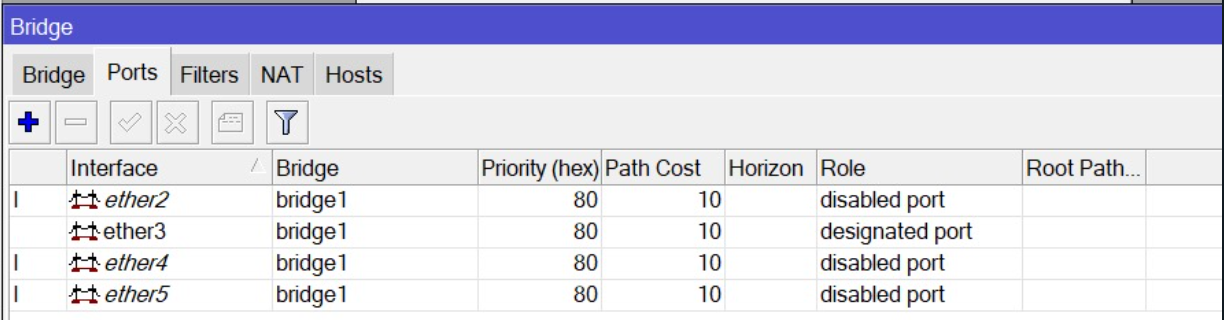 Bridge
Bridge Ports Filters NAT Hosts
Interface Bridge Priority (hex) Path Cost Horizon Role Root Path...
I ether2 bridge1 80 10 disabled port
ether3 bridge1 80 10 designated port
I ether4 bridge1 80 10 disabled port
I ether5 bridge1 80 10 disabled port